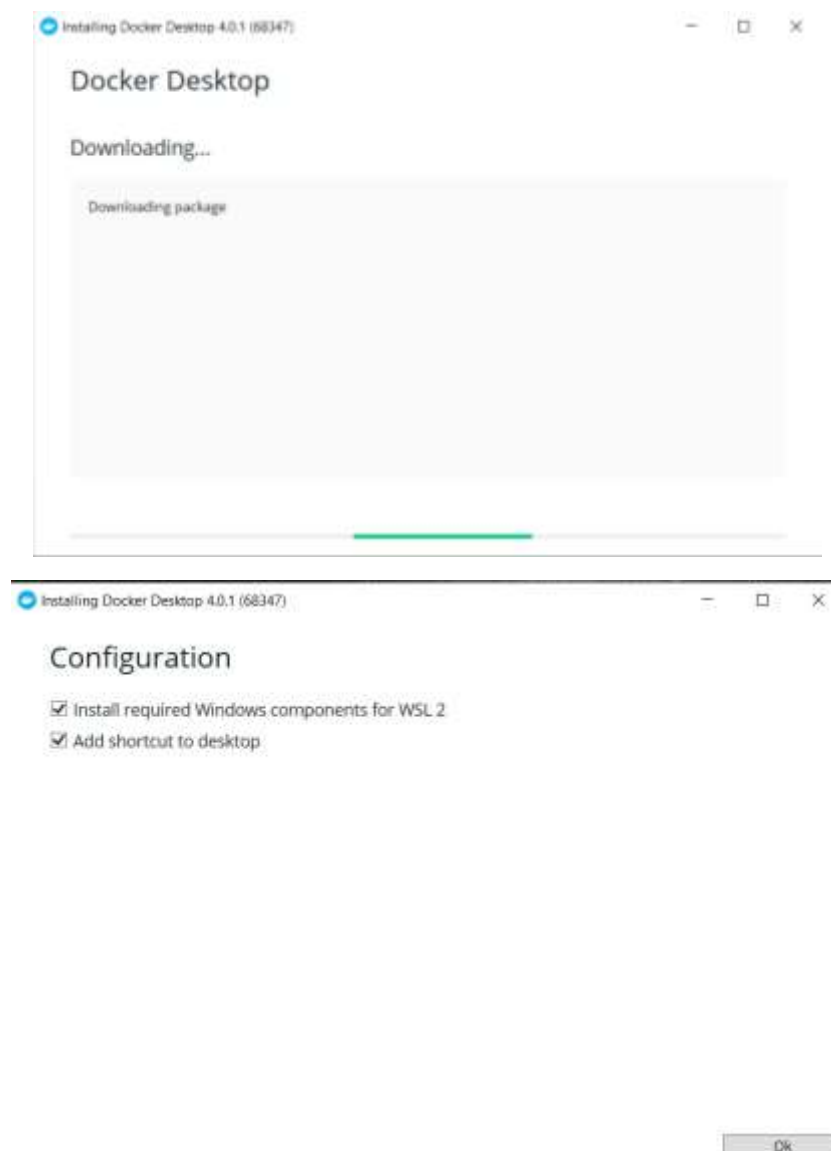 Installing Docker Desktop 4.0.1 (68347)
Docker Desktop
Downloading...
Downloading package
Installing Docker Desktop 4.0.1 (68347)
Configuration
Install required Windows components for WSL 2
Add shortcut to desktop
Ok